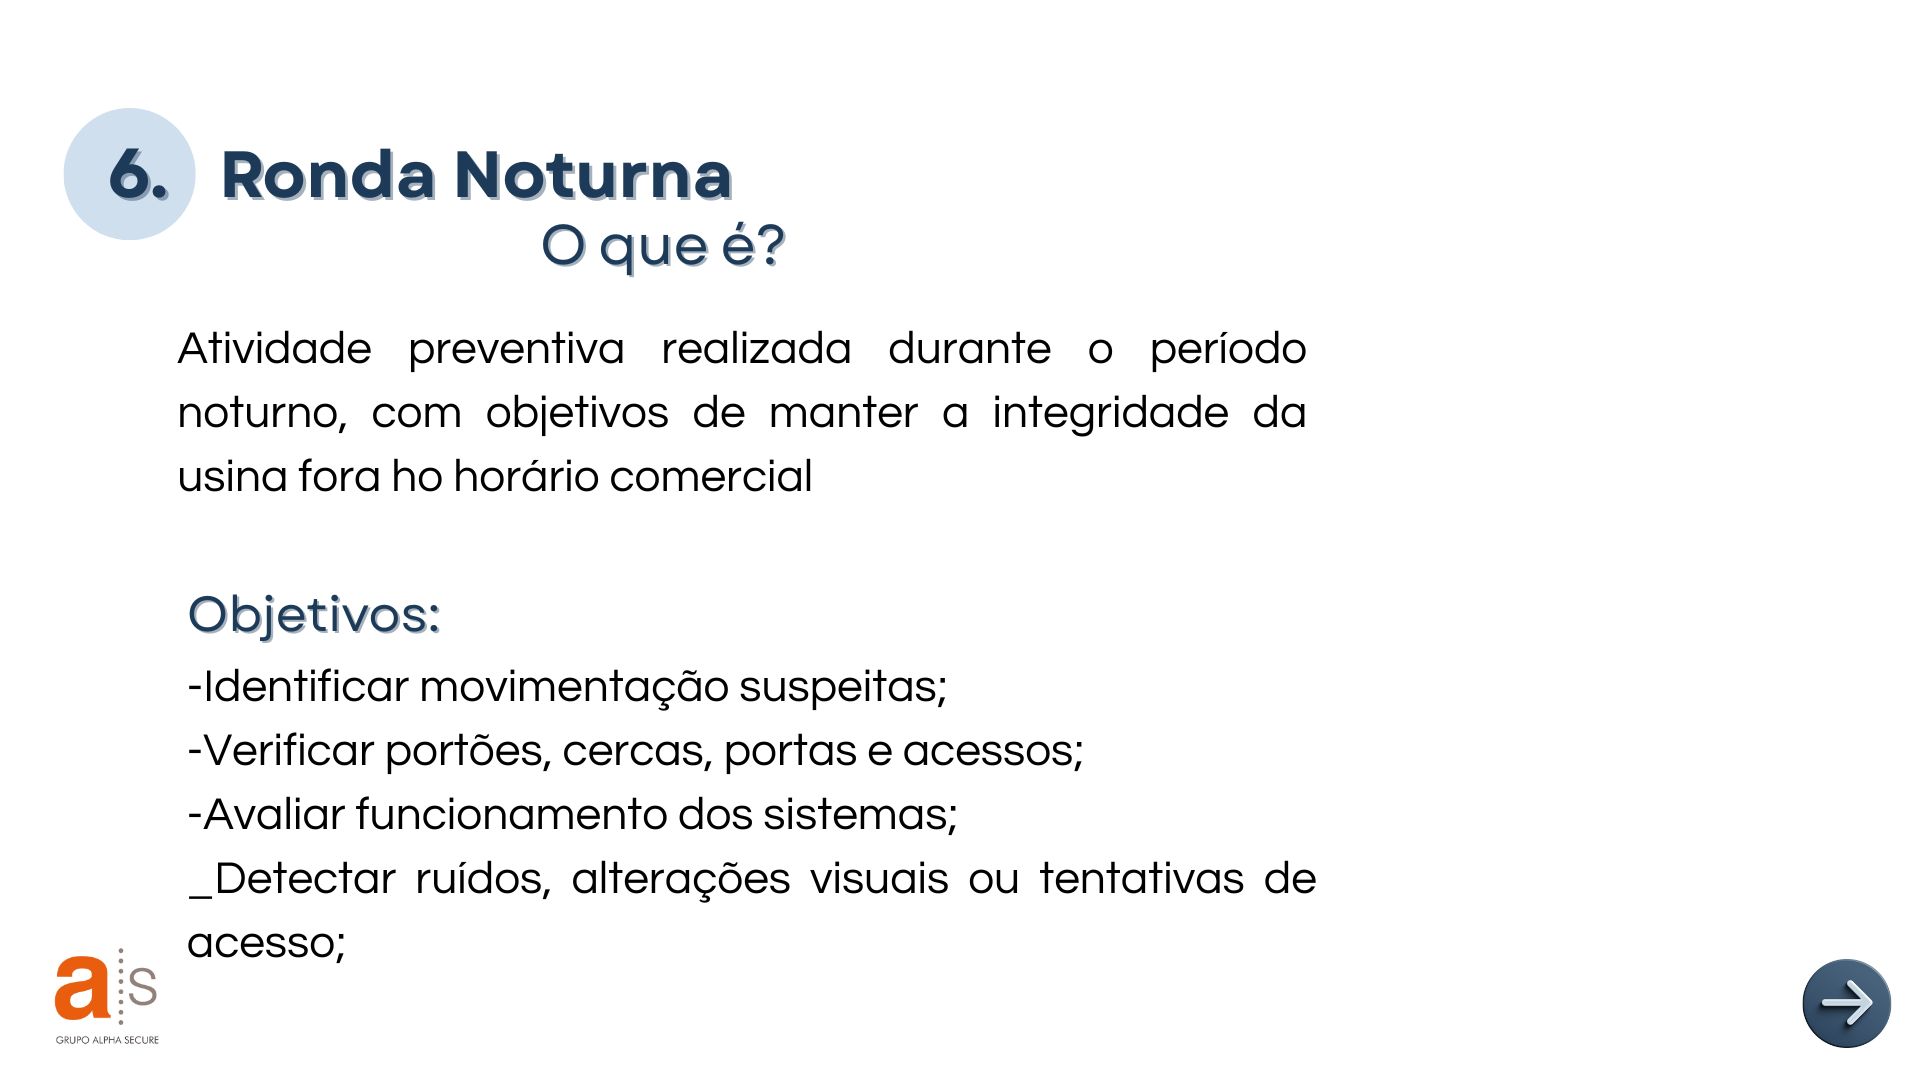 6. Ronda Noturna
O que é?
Atividade preventiva realizada durante o período
noturno, com objetivos de manter a integridade da
usina fora ho horário comercial
Objetivos:
-Identificar movimentação suspeitas;
-Verificar portões, cercas, portas e acessos;
-Avaliar funcionamento dos sistemas;
_Detectar ruídos, alterações visuais ou tentativas de
acesso;
a s
GRUPO ALPHA SECURE